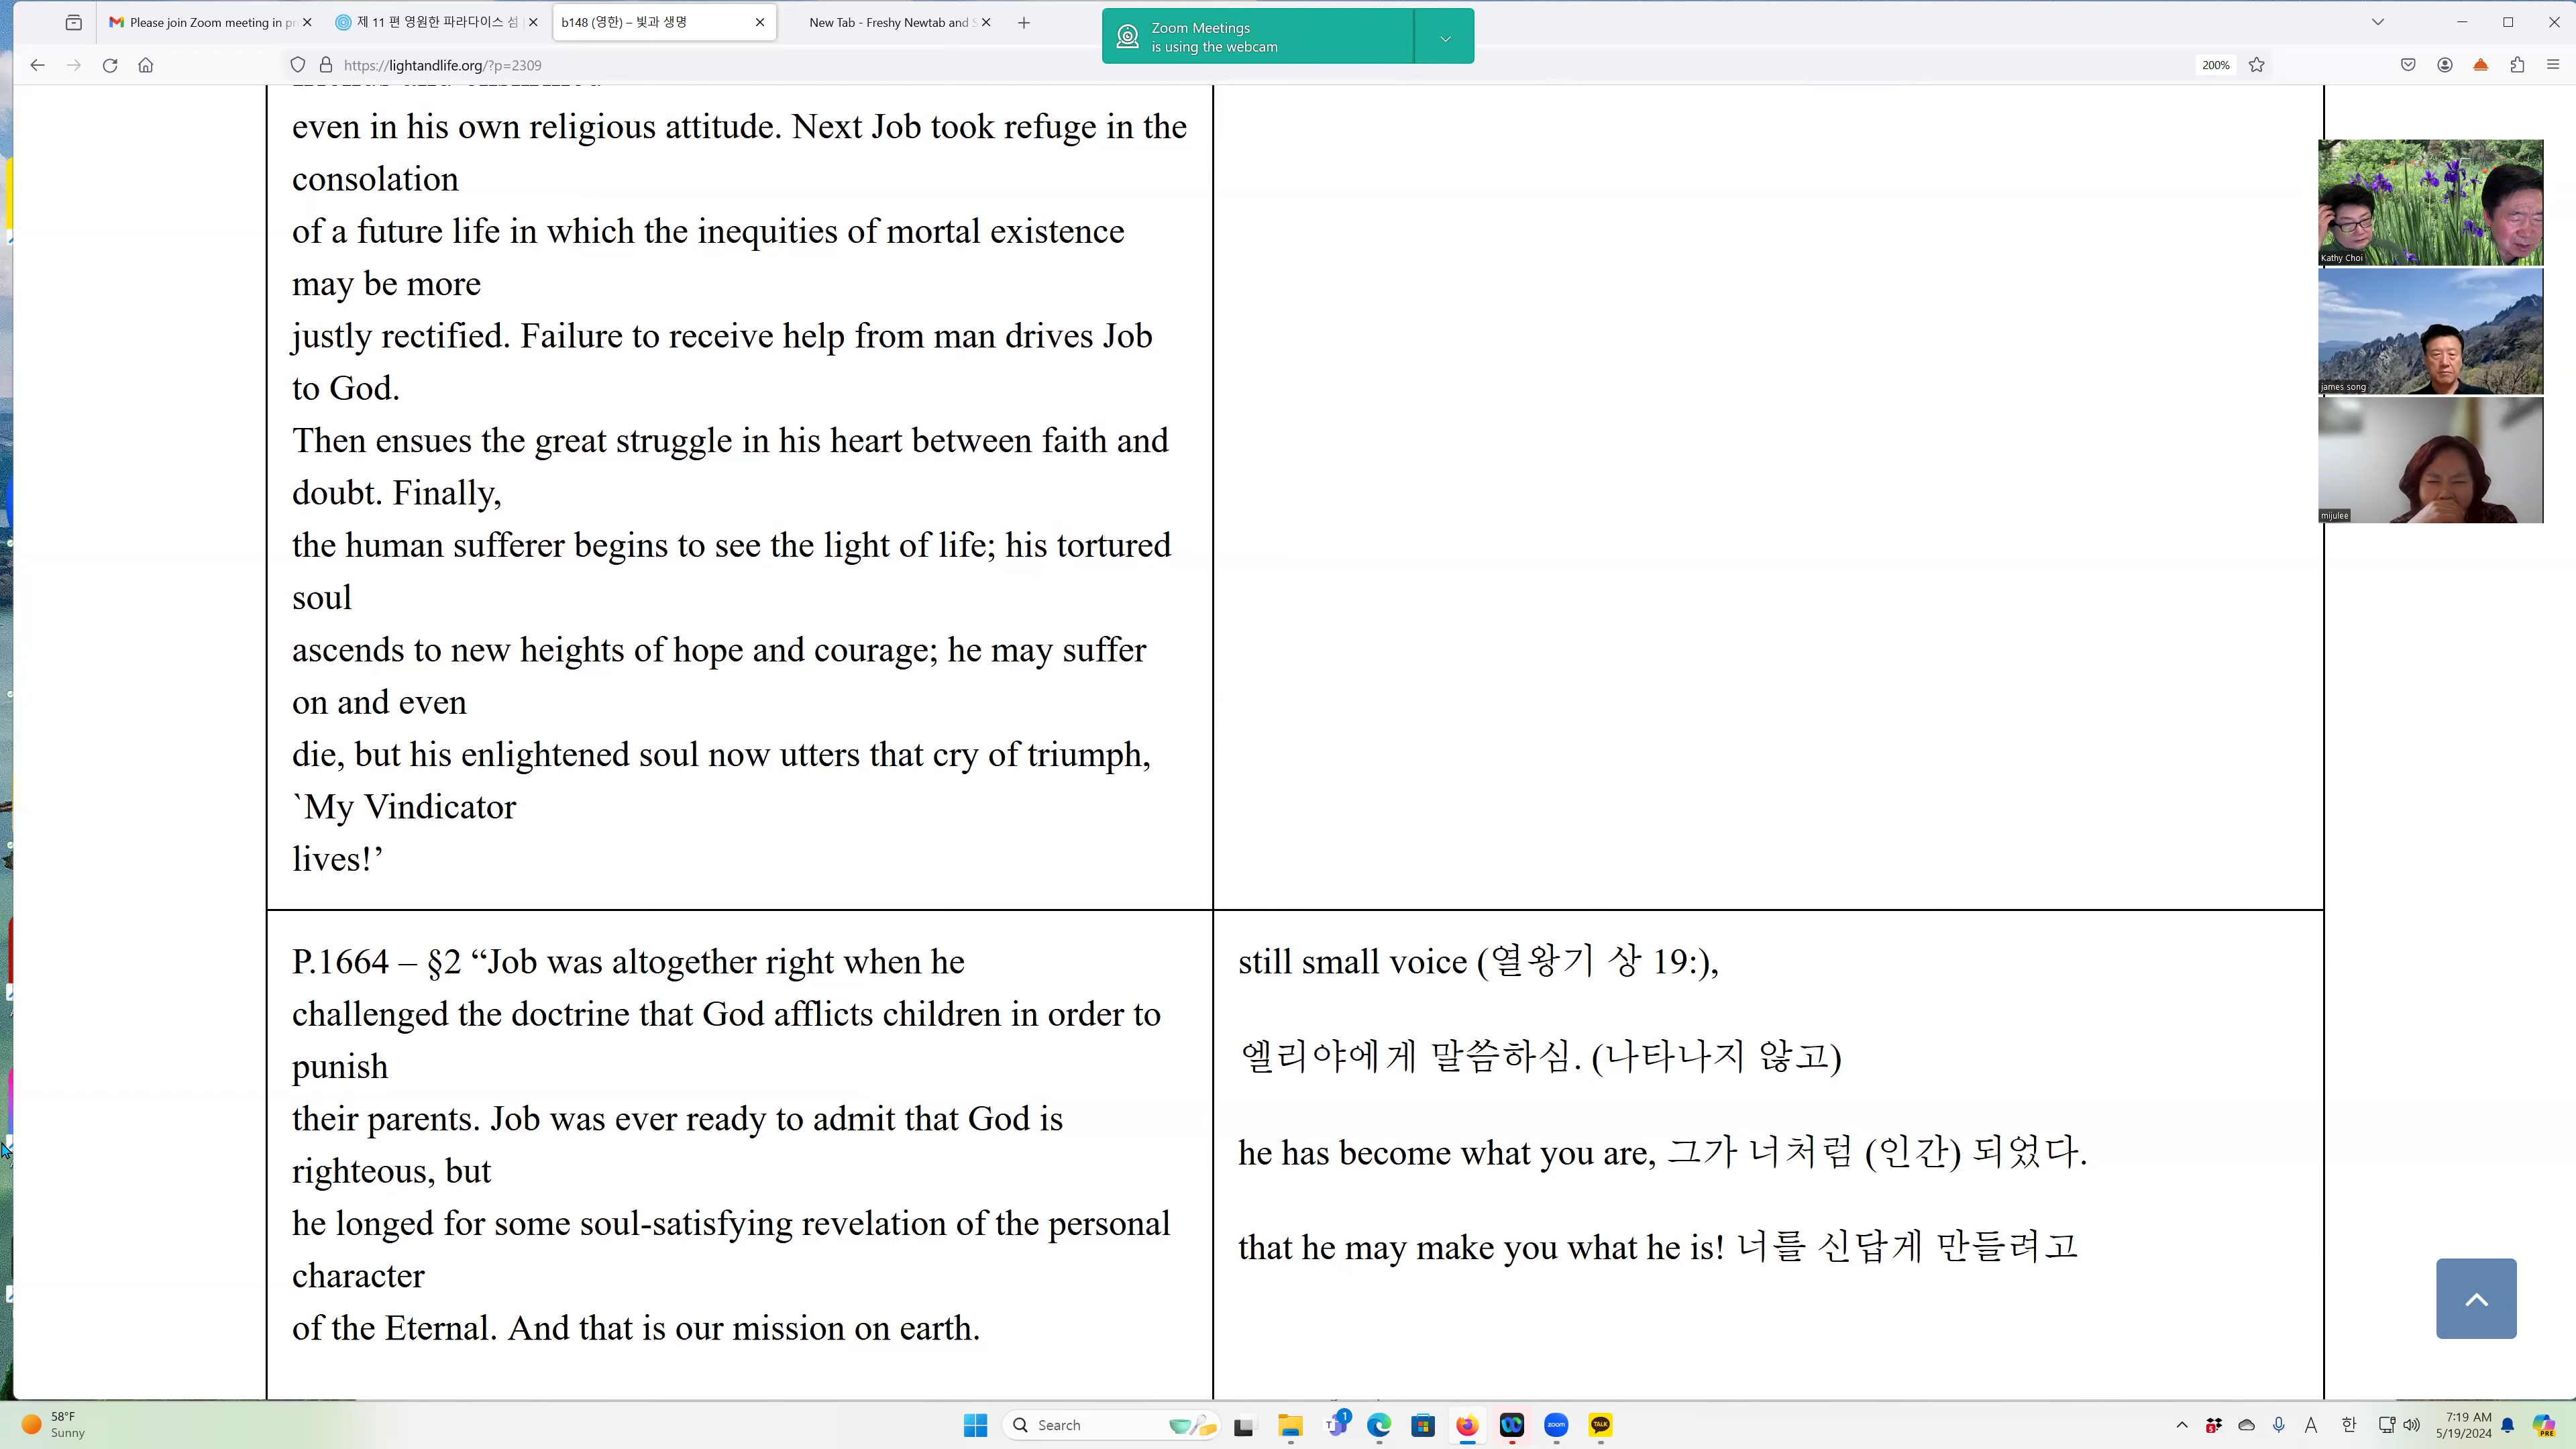 Please join Zoom meeting in pr
제 11 편 영원한 파라다이스 섬
b148 (영한) – 빛과 생명
New Tab - Freshy Newtab and S
Zoom Meetings
is using the webcam
https://lightandlife.org/?p=2309
200%
even in his own religious attitude. Next Job took refuge in the
consolation
of a future life in which the inequities of mortal existence
may be more
justly rectified. Failure to receive help from man drives Job
to God.
Then ensues the great struggle in his heart between faith and
doubt. Finally,
the human sufferer begins to see the light of life; his tortured
soul
ascends to new heights of hope and courage; he may suffer
on and even
die, but his enlightened soul now utters that cry of triumph,
`My Vindicator
lives!’
P.1664 – §2 “Job was altogether right when he
challenged the doctrine that God afflicts children in order to
punish
their parents. Job was ever ready to admit that God is
righteous, but
he longed for some soul-satisfying revelation of the personal
character
of the Eternal. And that is our mission on earth.
still small voice (열왕기 상 19:),
엘리야에게 말씀하심. (나타나지 않고)
he has become what you are, 그가 너처럼 (인간) 되었다.
that he may make you what he is! 너를 신답게 만들려고
Kathy Choi
james song
mijulee
58°F
Sunny
Search
1
zoom
TALK
A
한
7:19 AM
5/19/2024
PRE